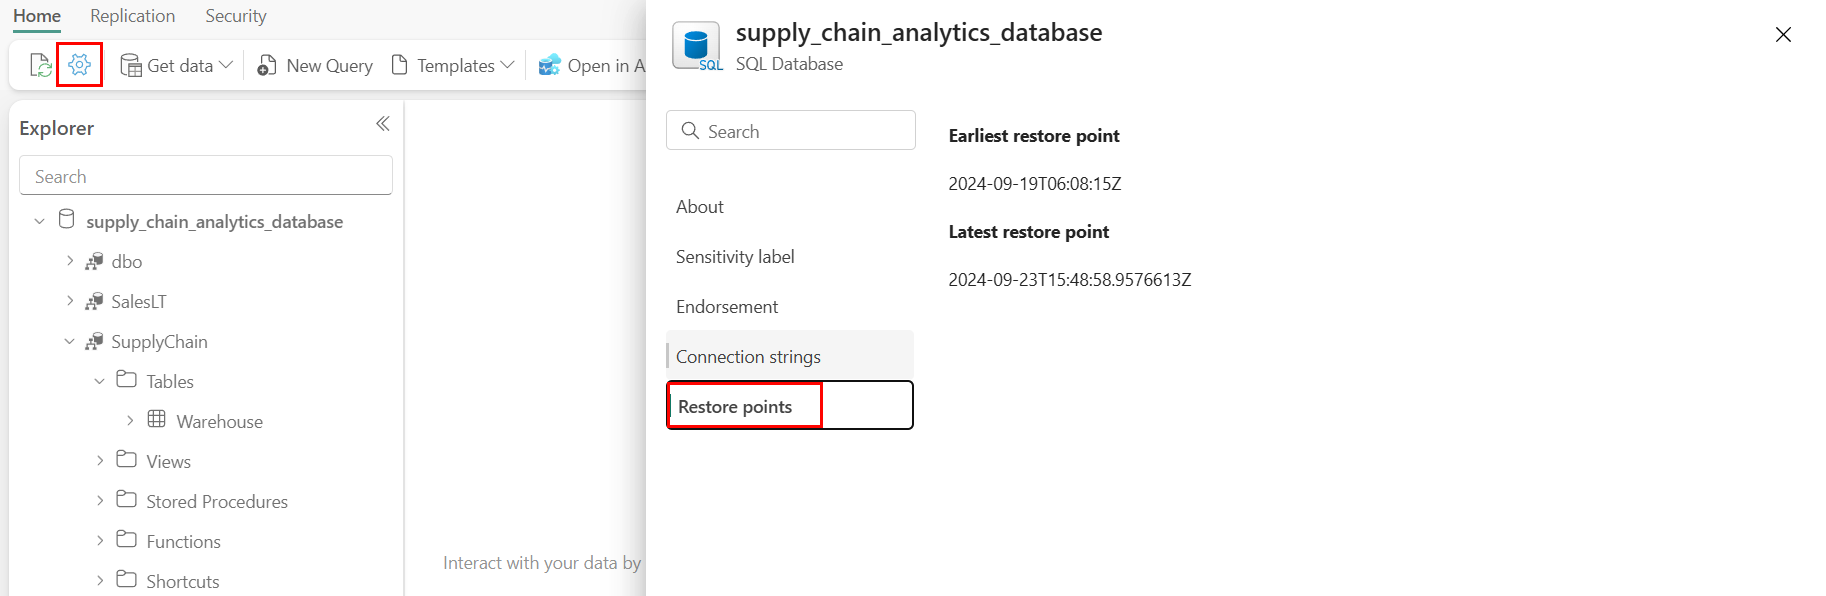 Home Replication Security
Get data New Query Templates Open in A
Explorer
Search
supply_chain_analytics_database
dbo
SalesLT
SupplyChain
Tables
Warehouse
Views
Stored Procedures
Functions
Shortcuts
Interact with your data by
SQL
supply_chain_analytics_database
SQL Database
Search
About
Sensitivity label
Endorsement
Connection strings
Restore points
Earliest restore point
2024-09-19T06:08:15Z
Latest restore point
2024-09-23T15:48:58.9576613Z